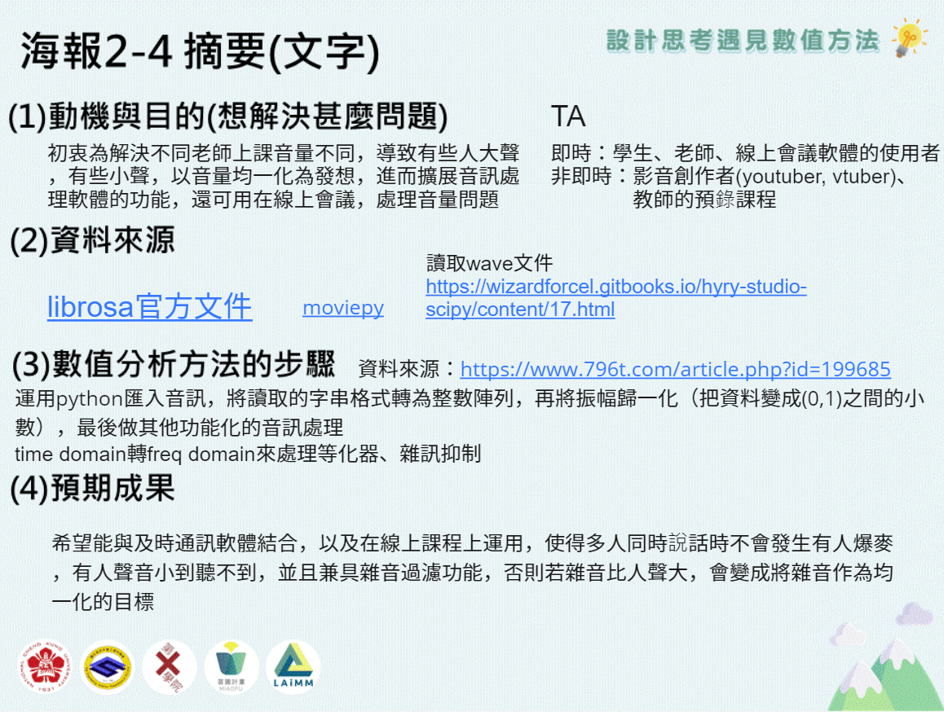 海報2-4 摘要(文字)
設計思考遇見數值方法
(1)動機與目的(想解決甚麼問題)
初衷為解決不同老師上課音量不同，導致有些人大聲
，有些小聲，以音量均一化為發想，進而擴展音訊處
理軟體的功能，還可用在線上會議，處理音量問題
TA
即時：學生、老師、線上會議軟體的使用者
非即時：影音創作者(youtuber, vtuber)、
教師的預錄課程
(2)資料來源
librosa官方文件
moviepy
讀取wave文件
https://wizardforcel.gitbooks.io/hyry-studio-
scipy/content/17.html
(3)數值分析方法的步驟
資料來源：https://www.796t.com/article.php?id=199685
運用python匯入音訊，將讀取的字串格式轉為整數陣列，再將振幅歸一化（把資料變成(0,1)之間的小
數），最後做其他功能化的音訊處理
time domain轉freq domain來處理等化器、雜訊抑制
(4)預期成果
希望能與及時通訊軟體結合，以及在線上課程上運用，使得多人同時說話時不會發生有人爆麥
，有人聲音小到聽不到，並且兼具雜音過濾功能，否則若雜音比人聲大，會變成將雜音作為均
一化的目標
苗圃計畫
MIAOPU
LAiMM